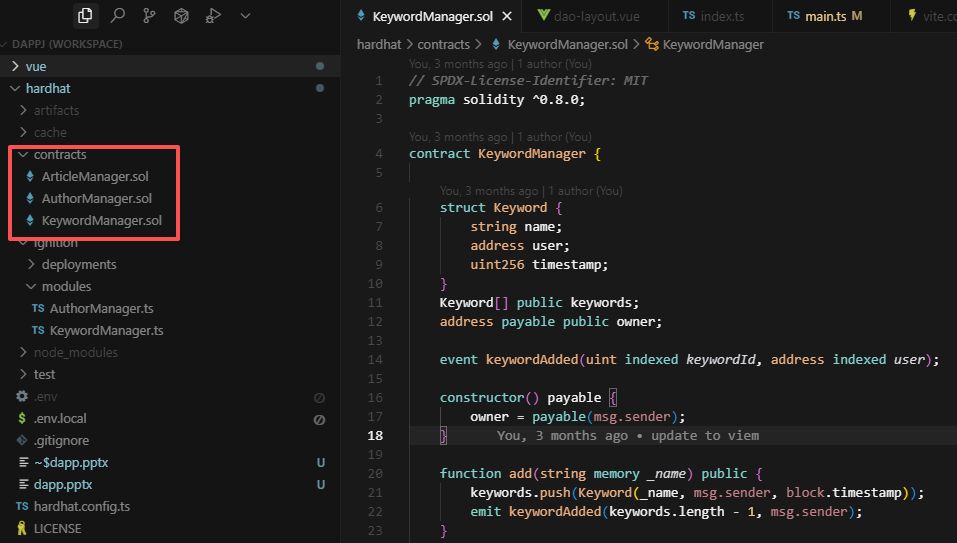 DAPPJ (WORKSPACE)
vue
hardhat
artifacts
cache
contracts
ArticleManager.sol
AuthorManager.sol
KeywordManager.sol
ignition
deployments
modules
TS AuthorManager.ts
TS KeywordManager.ts
node_modules
test
.env
$ .env.local
.gitignore
~$dapp.pptx U
dapp.pptx U
TS hardhat.config.ts
LICENSE
KeywordManager.sol
dao-layout.vue
TS index.ts
TS main.ts M
vite.co
hardhat > contracts > KeywordManager.sol > KeywordManager
You, 3 months ago | 1 author (You)
1 // SPDX-License-Identifier: MIT
2 pragma solidity ^0.8.0;
3
You, 3 months ago | 1 author (You)
4 contract KeywordManager {
5
You, 3 months ago | 1 author (You)
6 struct Keyword {
7 string name;
8 address user;
9 uint256 timestamp;
10 }
11 Keyword[] public keywords;
12 address payable public owner;
13
14 event keywordAdded(uint indexed keywordId, address indexed user);
15
16 constructor() payable {
17 owner = payable(msg.sender);
18 } You, 3 months ago • update to viem
19
20 function add(string memory _name) public {
21 keywords.push(Keyword(_name, msg.sender, block.timestamp));
22 emit keywordAdded(keywords.length - 1, msg.sender);
23 }